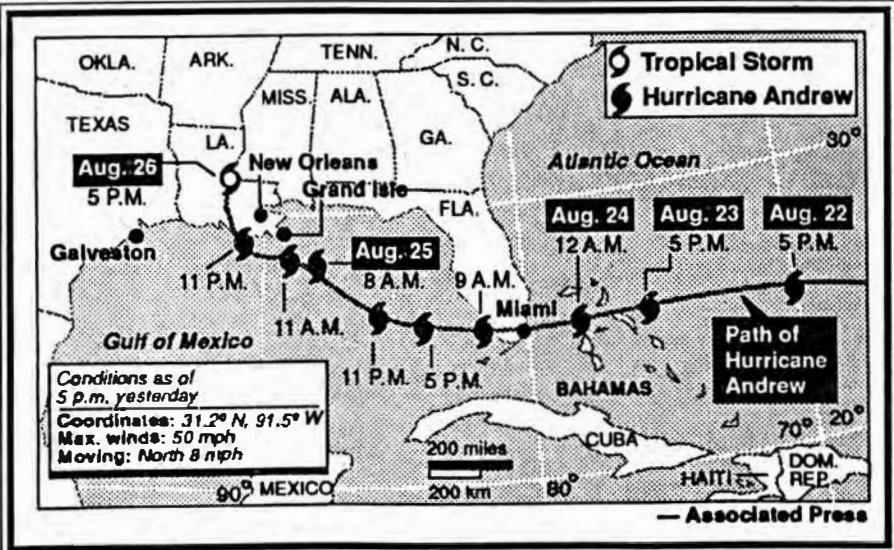 OKLA.
ARK.
TENN.
N. C.
S. C.
Tropical Storm
Hurricane Andrew
TEXAS
MISS.
ALA.
GA.
LA.
30°
Atlantic Ocean
Aug. 26
5 P.M.
New Orleans
Grand Isle
FLA.
Galveston
11 P.M.
11 A.M.
Aug. 25
8 A.M.
11 P.M.
5 P.M.
9 A.M.
Miami
Aug. 24
12 A.M.
Aug. 23
5 P.M.
Aug. 22
5 P.M.
Gulf of Mexico
Path of
Hurricane
Andrew
BAHAMAS
Conditions as of
5 p.m. yesterday
Coordinates: 31.2° N, 91.5° W
Max. winds: 50 mph
Moving: North 8 mph
200 miles
200 km
CUBA
70°
20°
HAITI
DOM.
REP.
90°
MEXICO
80°
— Associated Press